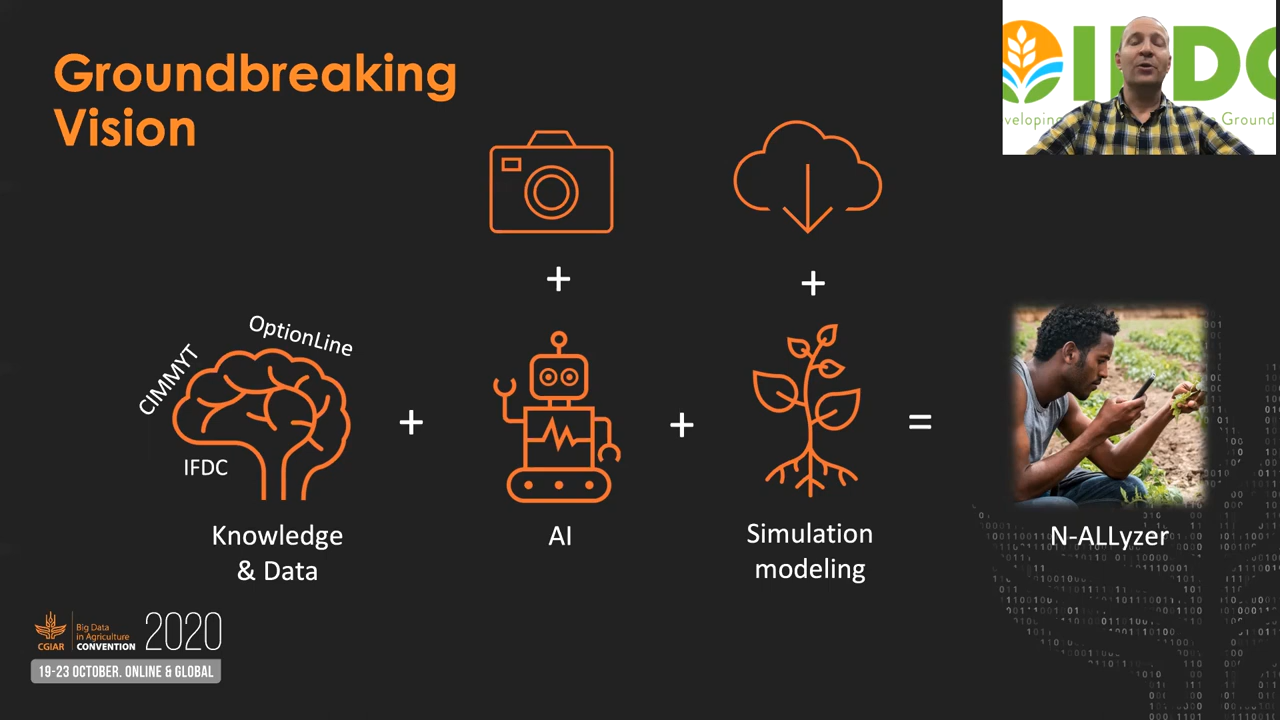 Groundbreaking
Vision
IFDC
Developing
Ground
+
+
OptionLine
CIMMYT
IFDC
+
+
=
Knowledge
& Data
AI
Simulation
modeling
N-ALLyzer
CGIAR
Big Data
in Agriculture
CONVENTION
2020
19-23 OCTOBER. ONLINE & GLOBAL